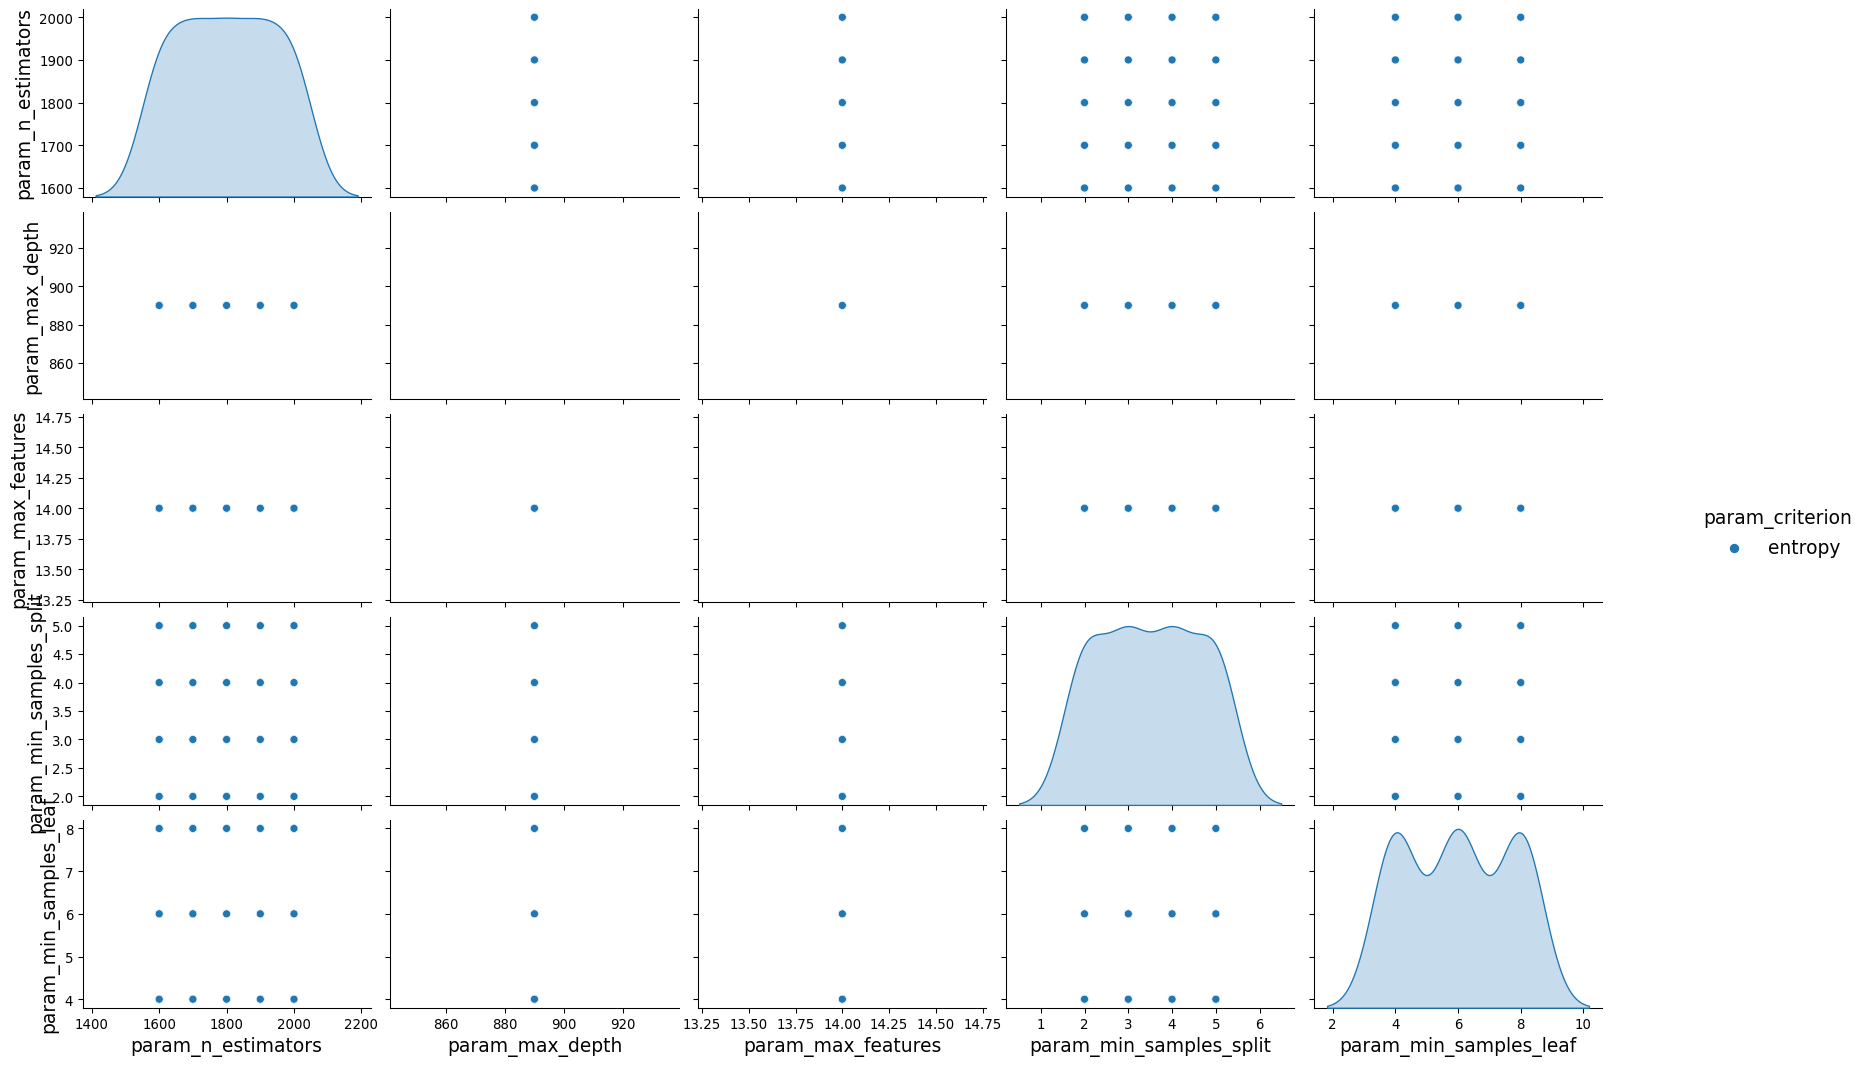 param_n_estimators
2000
1900
1800
1700
1600
param_max_depth
920
900
880
860
param_max_features
14.75
14.50
14.25
14.00
13.75
13.50
13.25
param_min_samples_split
5.0
4.5
4.0
3.5
3.0
2.5
2.0
param_min_samples_leaf
8
7
6
5
4
1400 1600 1800 2000 2200
param_n_estimators
860 880 900 920
param_max_depth
13.25 13.50 13.75 14.00 14.25 14.50 14.75
param_max_features
1 2 3 4 5 6
param_min_samples_split
2 4 6 8 10
param_min_samples_leaf
param_criterion
entropy